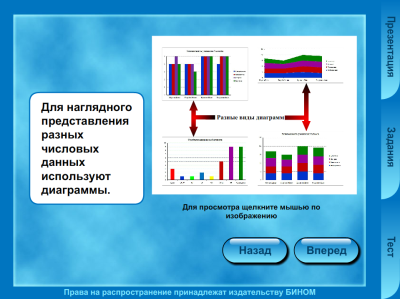 Для наглядного
представления
разных
числовых
данных
используют
диаграммы.
Разные виды диаграмм
Для просмотра щелкните мышью по
изображению
Назад
Вперед
Презентация
Задания
Тест
Права на распространение принадлежат издательству БИНОМ